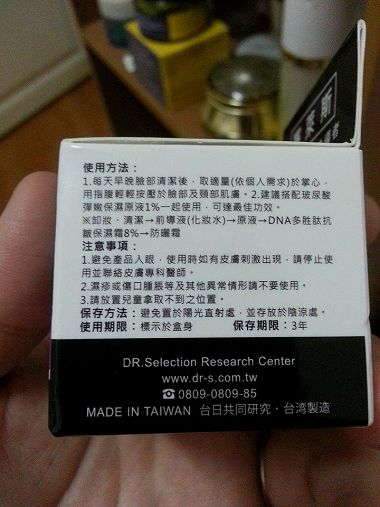 使用方法：
1.每天早晚臉部清潔後，取適量(依個人需求)於掌心，
用指腹輕輕按壓於臉部及頸部肌膚。2.建議搭配玻尿酸
彈嫩保濕原液1%一起使用，可達最佳功效。
※卸妝、清潔→前導液(化妝水)→原液→DNA多胜肽抗
皺保濕霜8%→防曬霜
注意事項：
1.避免產品入眼，使用時如有皮膚刺激出現，請停止使
用並聯絡皮膚專科醫師。
2.濕疹或傷口腫脹等及其他異常情形請不要使用。
3.請放置兒童拿取不到之位置。
保存方法：避免置於陽光直射處，並存放於陰涼處。
使用期限：標示於盒身 保存期限：3年
DR.Selection Research Center
www.dr-s.com.tw
☎0809-0809-85
MADE IN TAIWAN 台日共同研究・台湾製造